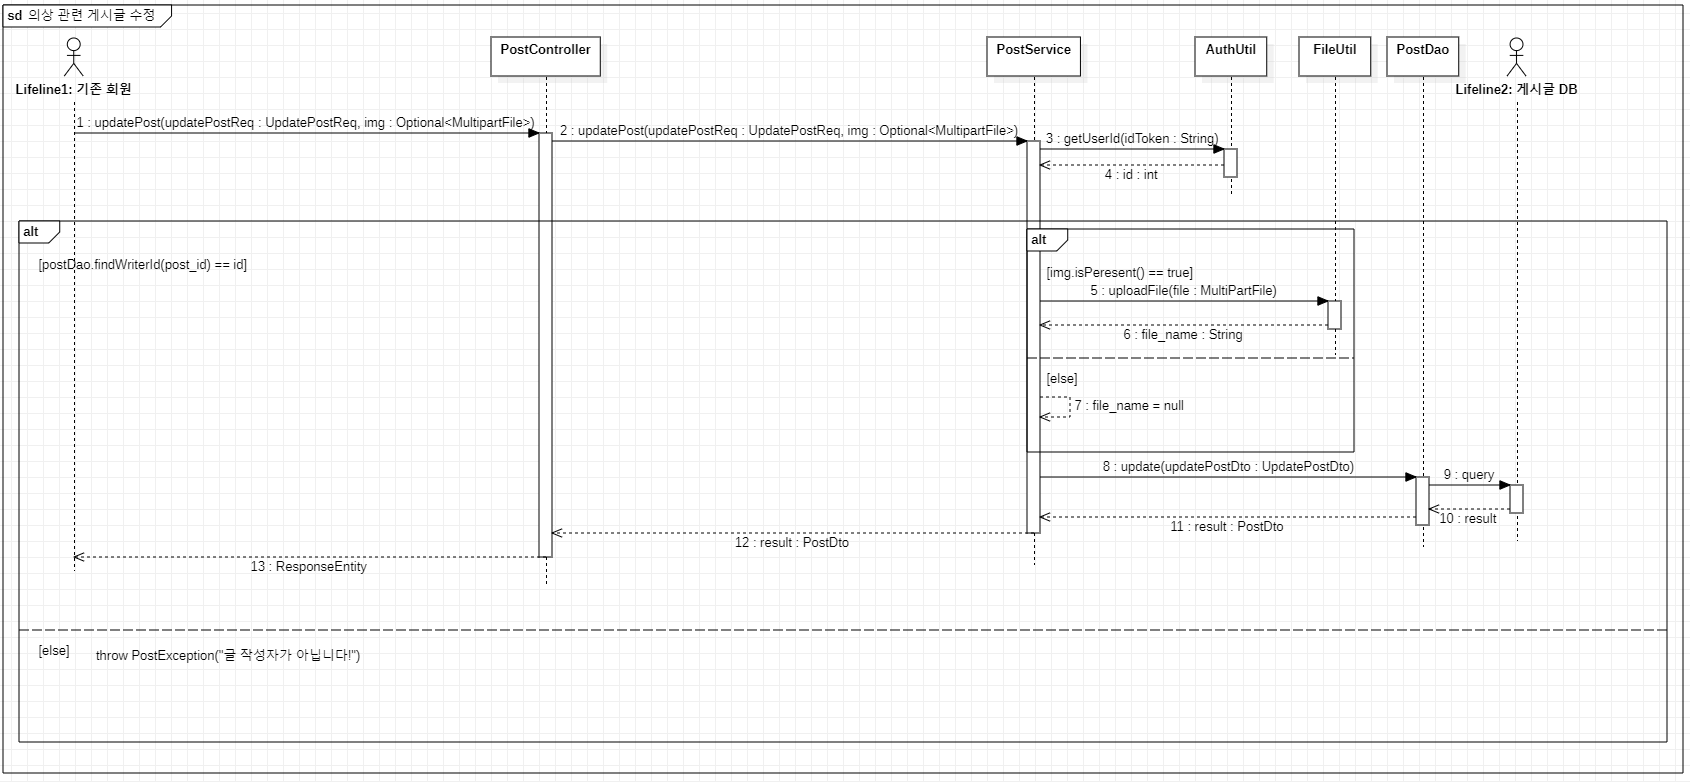 sd 의상 관련 게시글 수정
PostController
PostService
AuthUtil
FileUtil
PostDao
Lifeline1: 기존 회원
Lifeline2: 게시글 DB
1 : updatePost(updatePostReq : UpdatePostReq, img : Optional<MultipartFile>)
2 : updatePost(updatePostReq : UpdatePostReq, img : Optional<MultipartFile>)
3 : getUserId(idToken : String)
4 : id : int
alt
[postDao.findWriterId(post_id) == id]
alt
[img.isPeresent() == true]
5 : uploadFile(file : MultiPartFile)
6 : file_name : String
[else]
7 : file_name = null
8 : update(updatePostDto : UpdatePostDto)
9 : query
10 : result
11 : result : PostDto
12 : result : PostDto
13 : ResponseEntity
[else]
throw PostException("글 작성자가 아닙니다!")